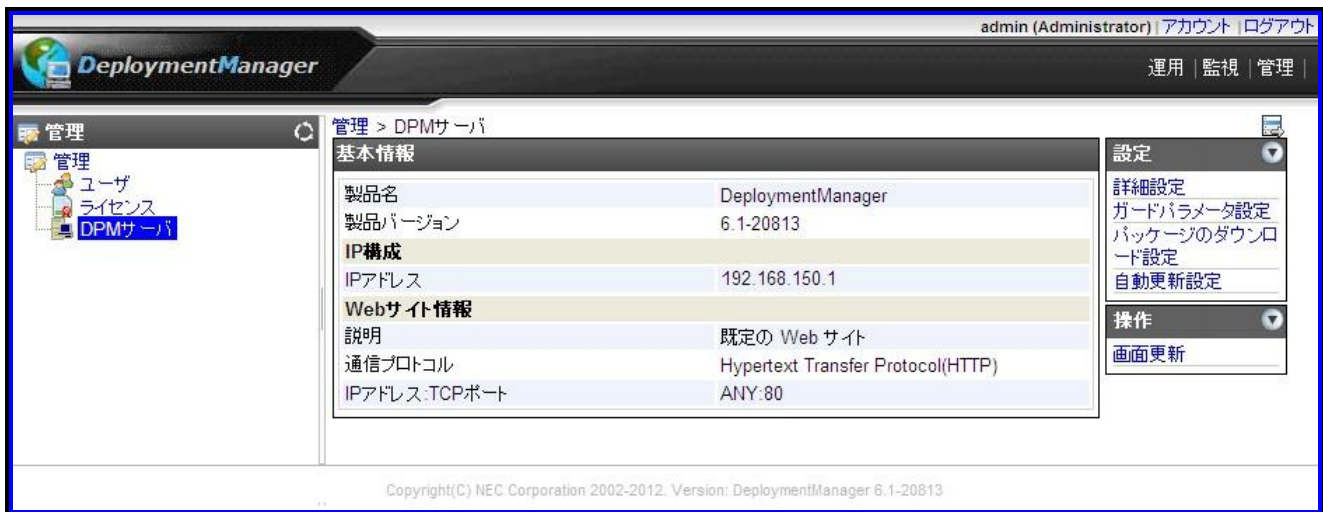 admin (Administrator) | アカウント | ログアウト
DeploymentManager
運用 | 監視 | 管理 |
管理
管理
ユーザ
ライセンス
DPMサーバ
管理 > DPMサーバ
基本情報
製品名 DeploymentManager
製品バージョン 6.1-20813
IP構成
IPアドレス 192.168.150.1
Webサイト情報
説明 既定の Web サイト
通信プロトコル Hypertext Transfer Protocol(HTTP)
IPアドレス:TCPポート ANY:80
設定
詳細設定
ガードパラメータ設定
パッケージのダウンロ
ード設定
自動更新設定
操作
画面更新
Copyright(C) NEC Corporation 2002-2012. Version: DeploymentManager 6.1-20813